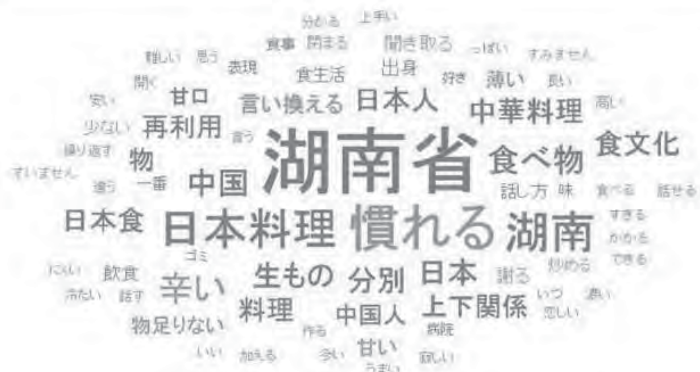 分かる 上手い
食事 閉まる 聞き取る っぽい すみません
難しい 思う 表現 食生活 出身 好き 薄い 良い
開く 甘口 言い換える 日本人 中華料理 高い
安い
少ない 再利用 言う 湖南省 食べ物 食文化
繰り返す 物
すいません 違う 一番 中国 話し方 味 食べる 話せる
日本食 日本料理 慣れる 湖南 すぎる
かかる
ゴミ できる
にくい 飲食 辛い 生もの 分別 日本 謝る 炒める
冷たい 話す 料理 中国人 上下関係 いつ 濃い
恋しい
物足りない 作る 病院
いい 加える 多い 甘い 寂しい
うまい